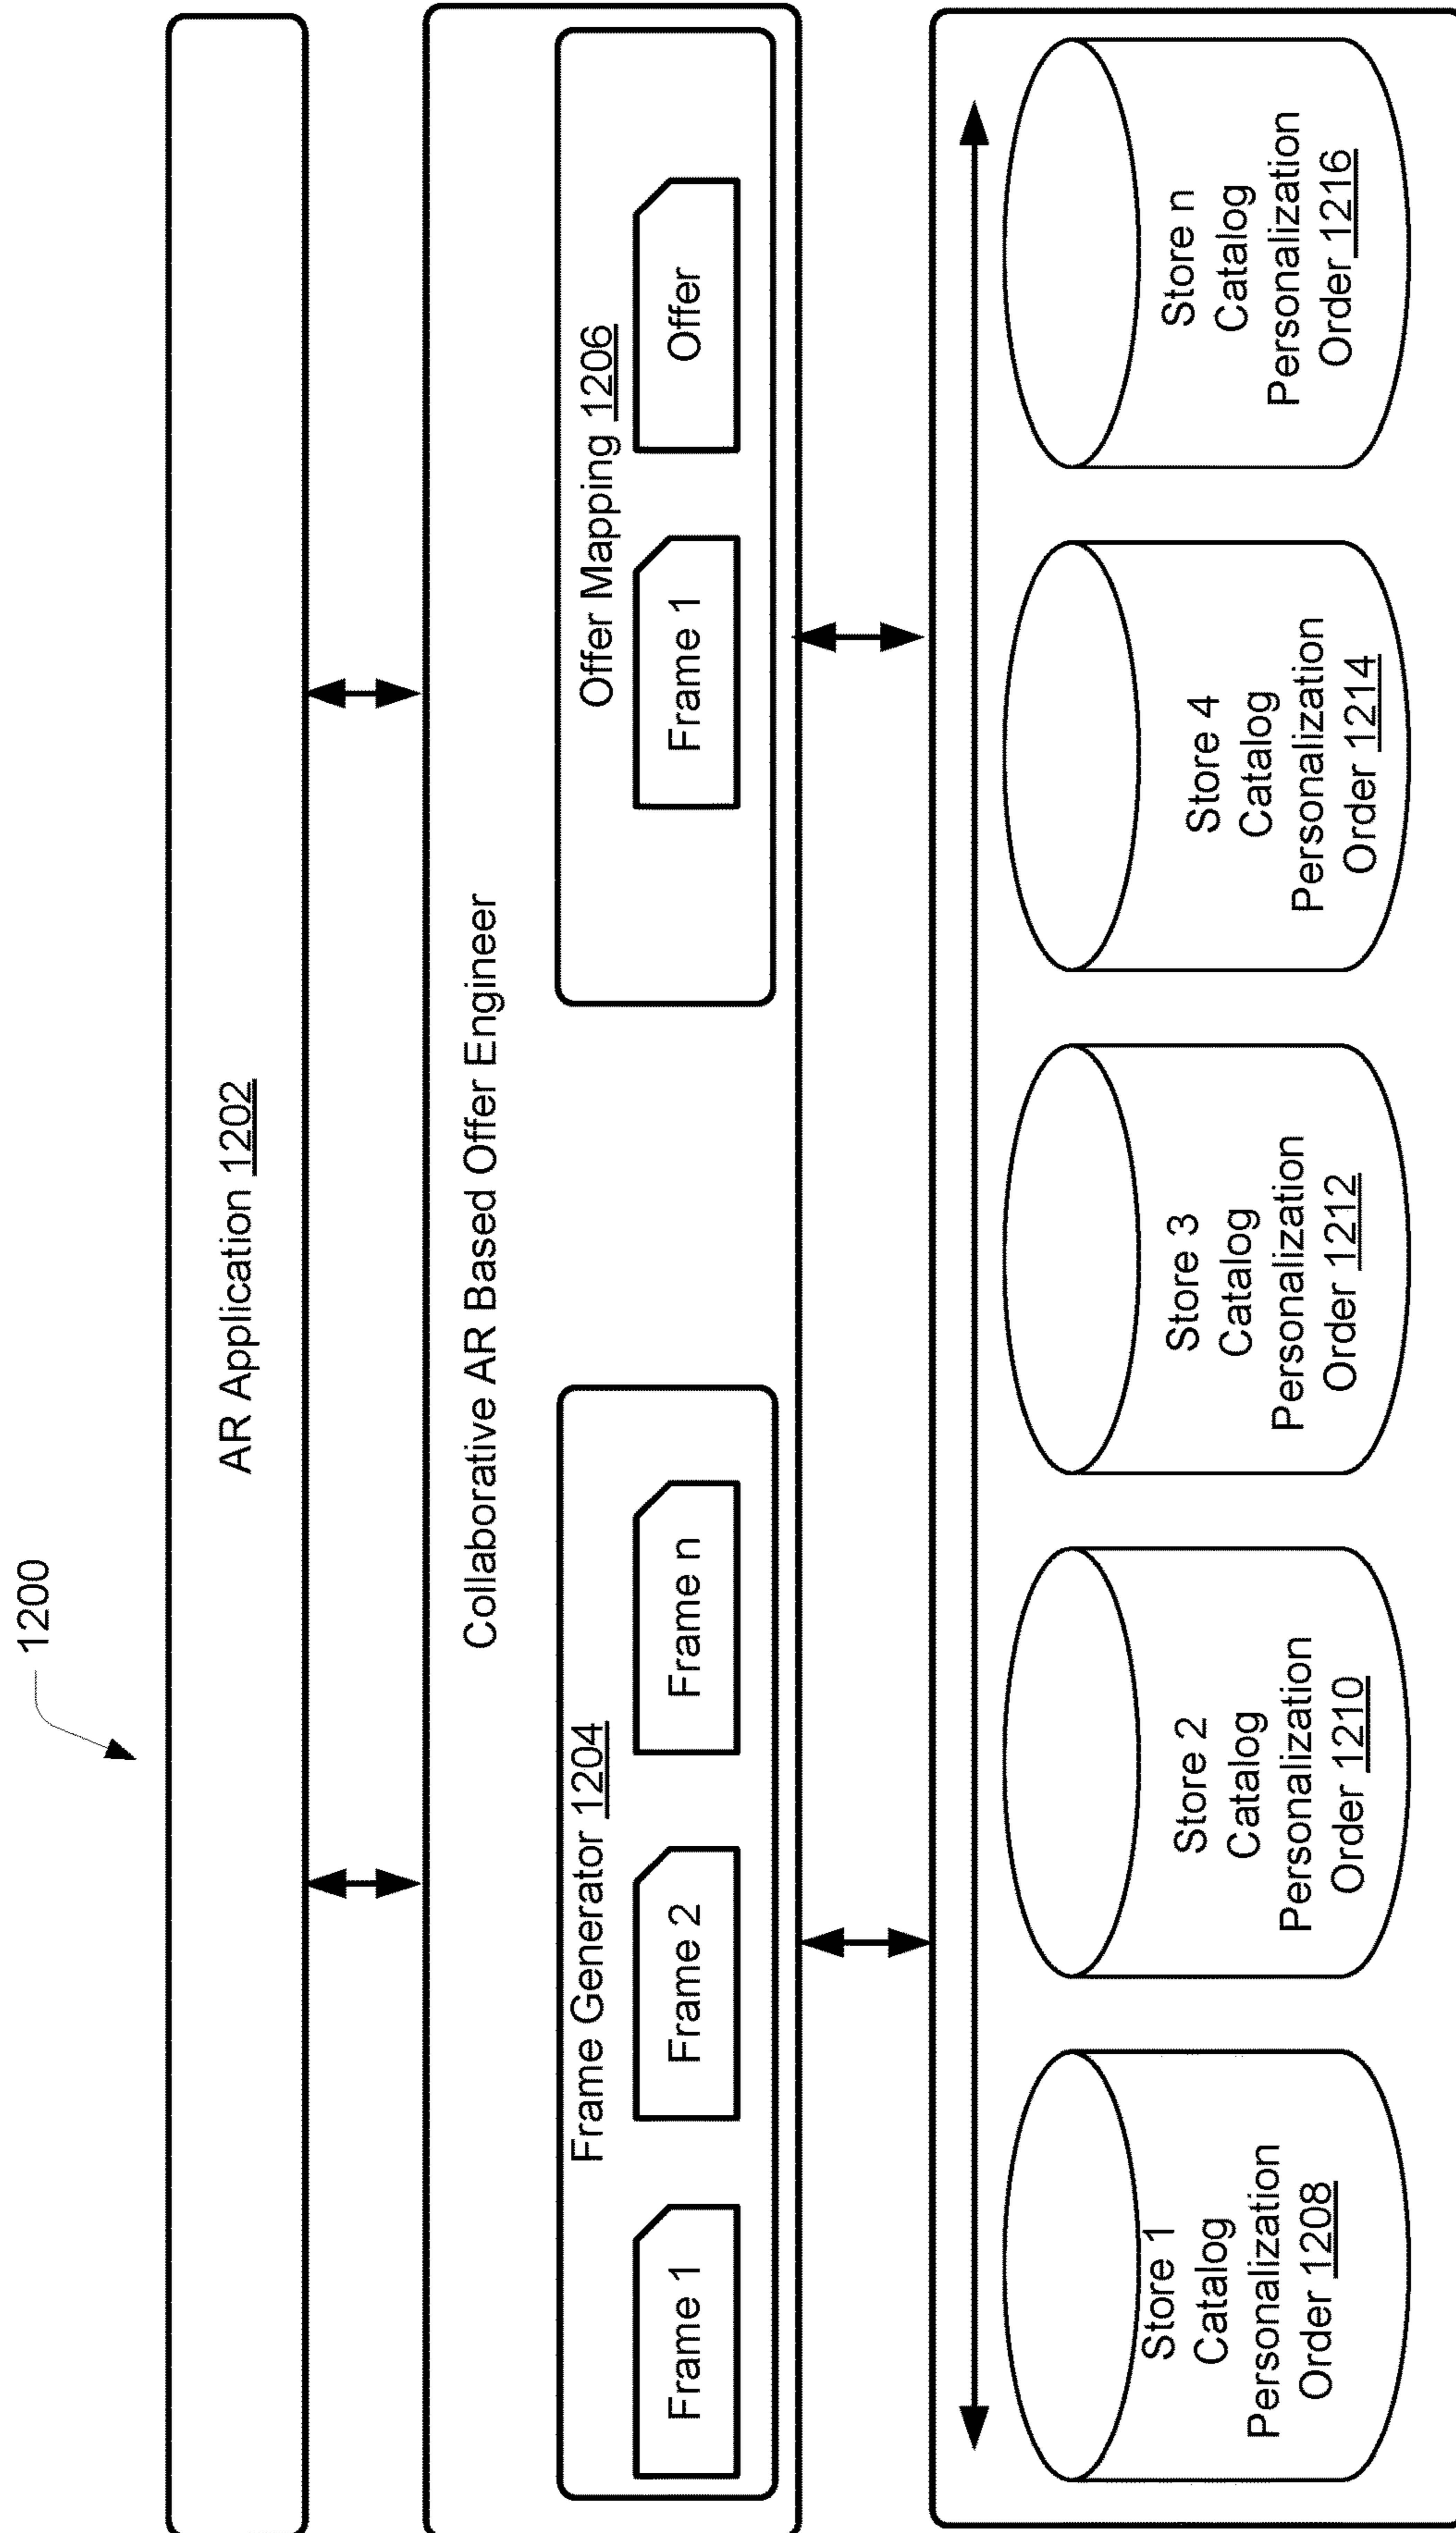 1200
AR Application 1202
Collaborative AR Based Offer Engineer
Frame Generator 1204
Frame 1
Frame 2
Frame n
Offer Mapping 1206
Frame 1
Offer
Store 1
Catalog
Personalization
Order 1208
Store 2
Catalog
Personalization
Order 1210
Store 3
Catalog
Personalization
Order 1212
Store 4
Catalog
Personalization
Order 1214
Store n
Catalog
Personalization
Order 1216